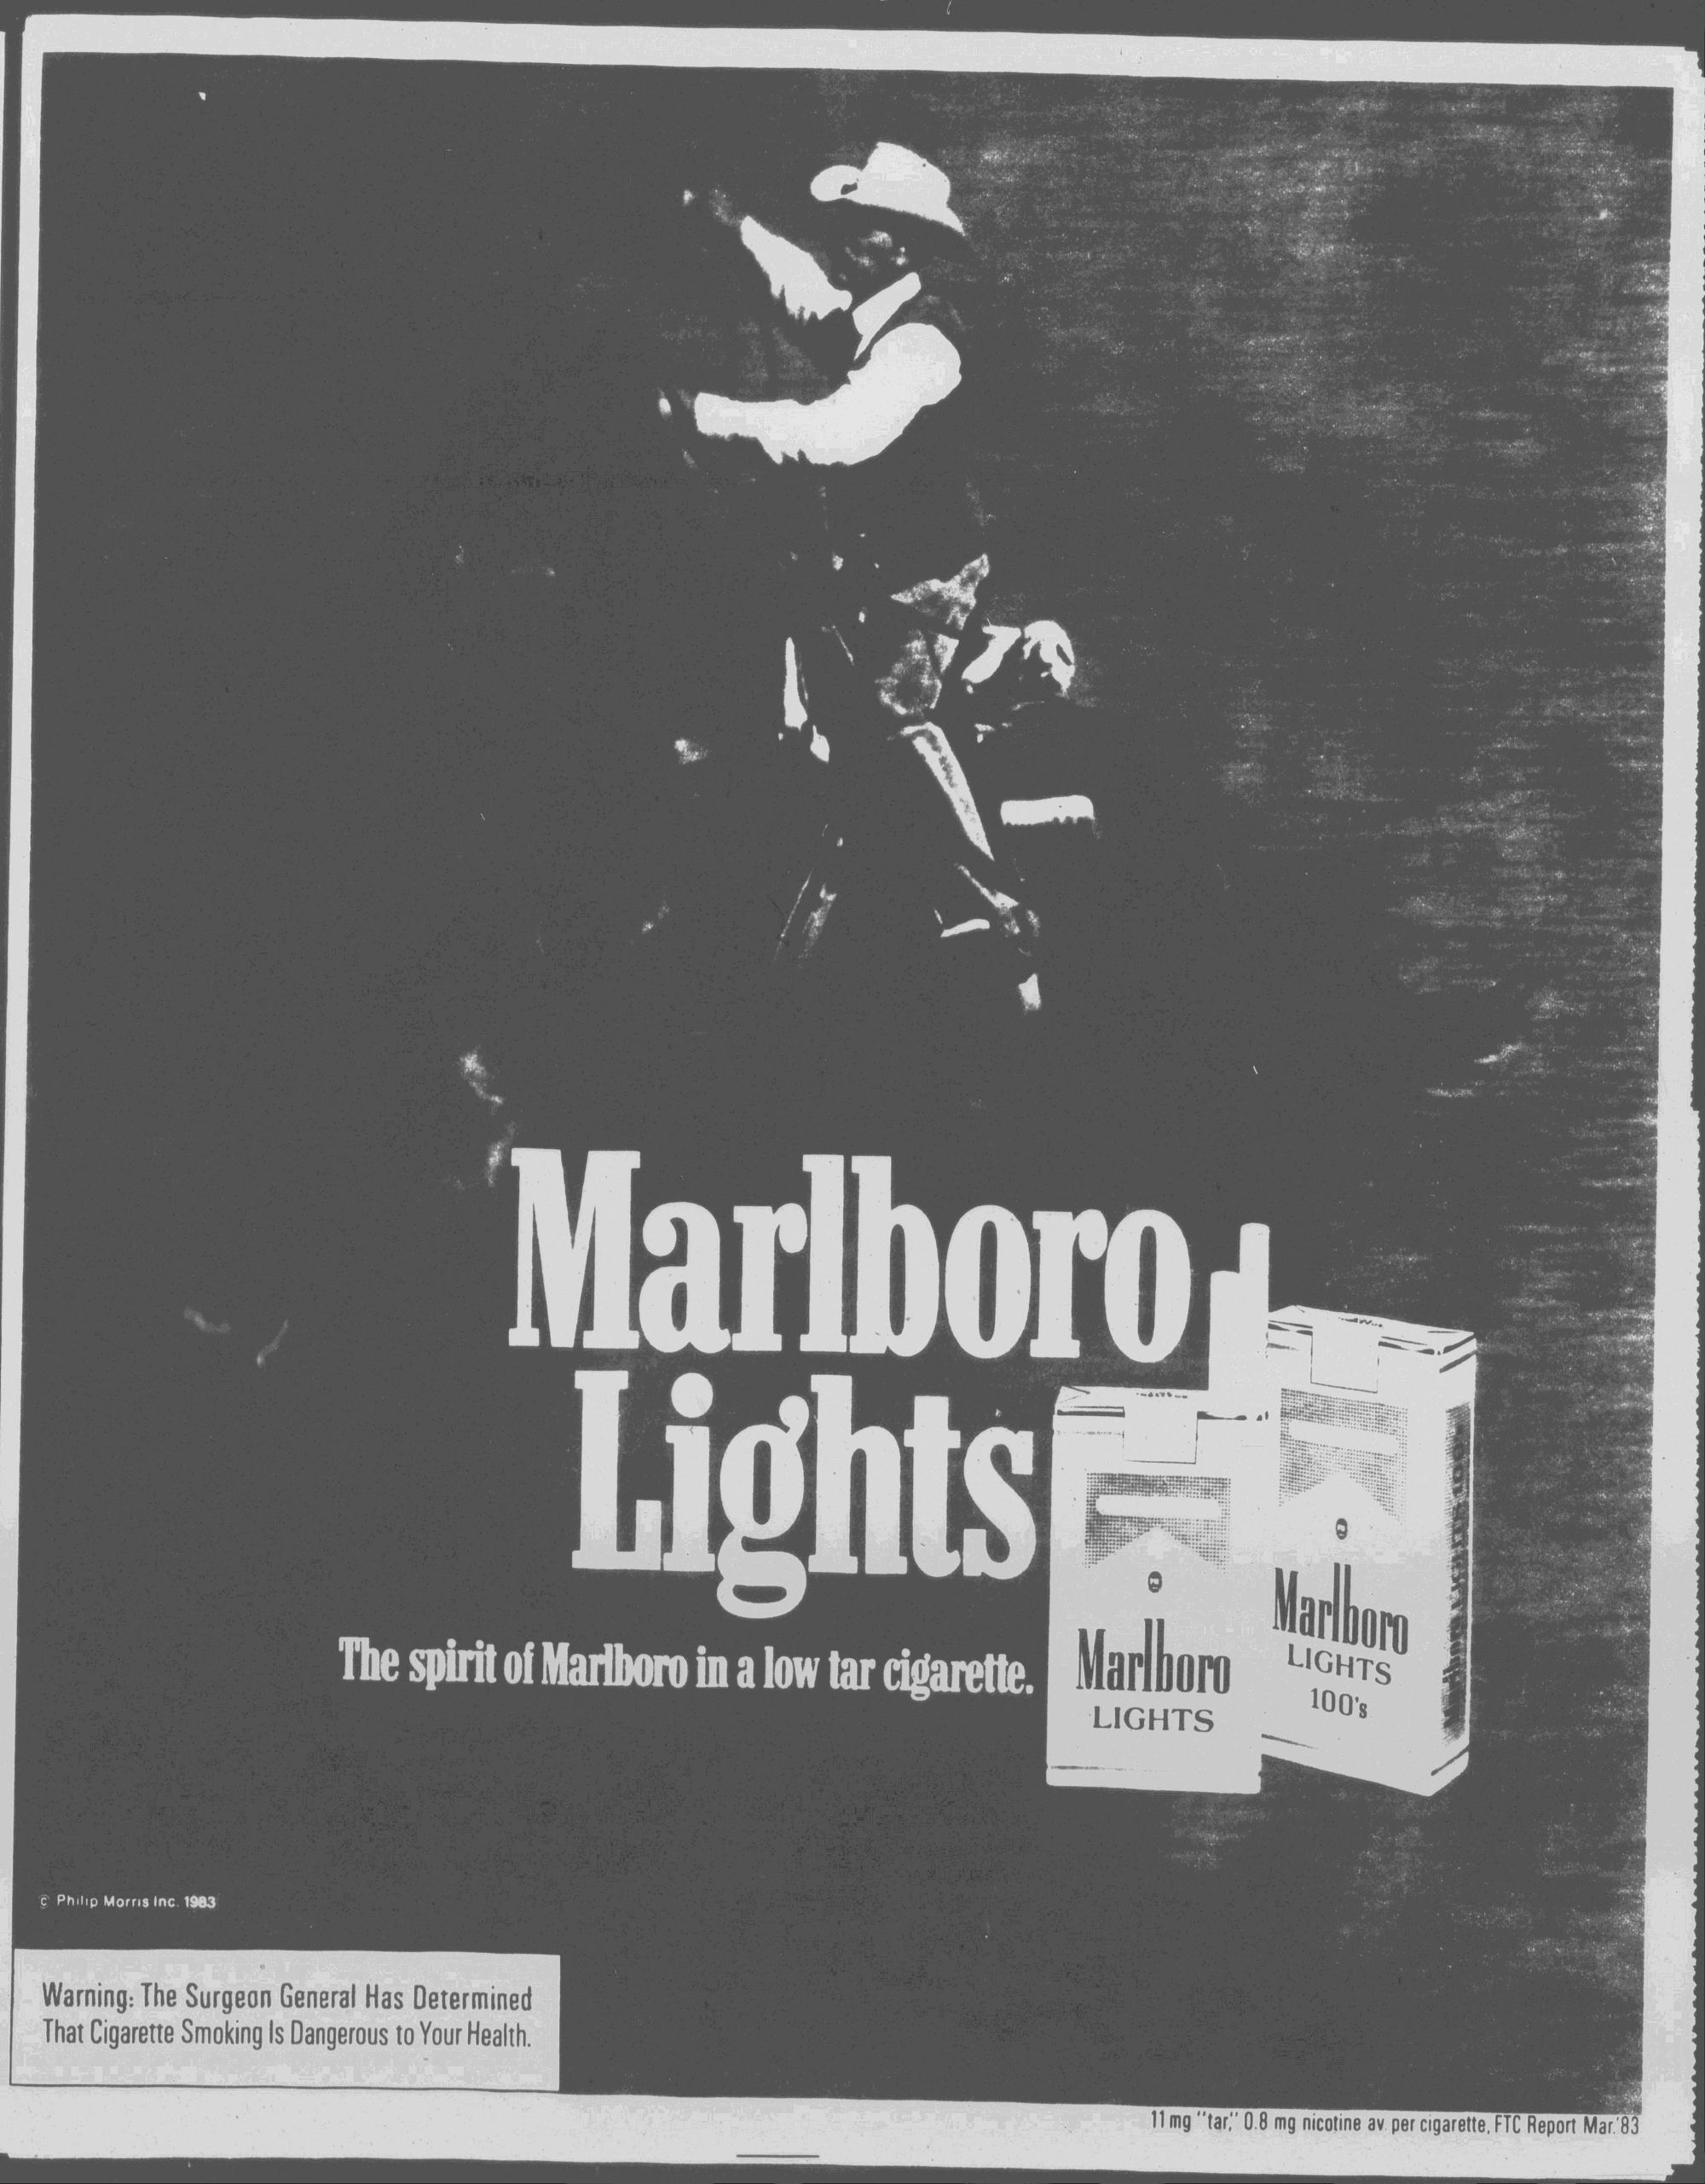 Marlboro
Lights
The spirit of Marlboro in a low tar cigarette.
Marlboro
LIGHTS
Marlboro
LIGHTS
100's
© Philip Morris Inc. 1983
Warning: The Surgeon General Has Determined
That Cigarette Smoking Is Dangerous to Your Health.
11 mg "tar," 0.8 mg nicotine av. per cigarette, FTC Report Mar.'83